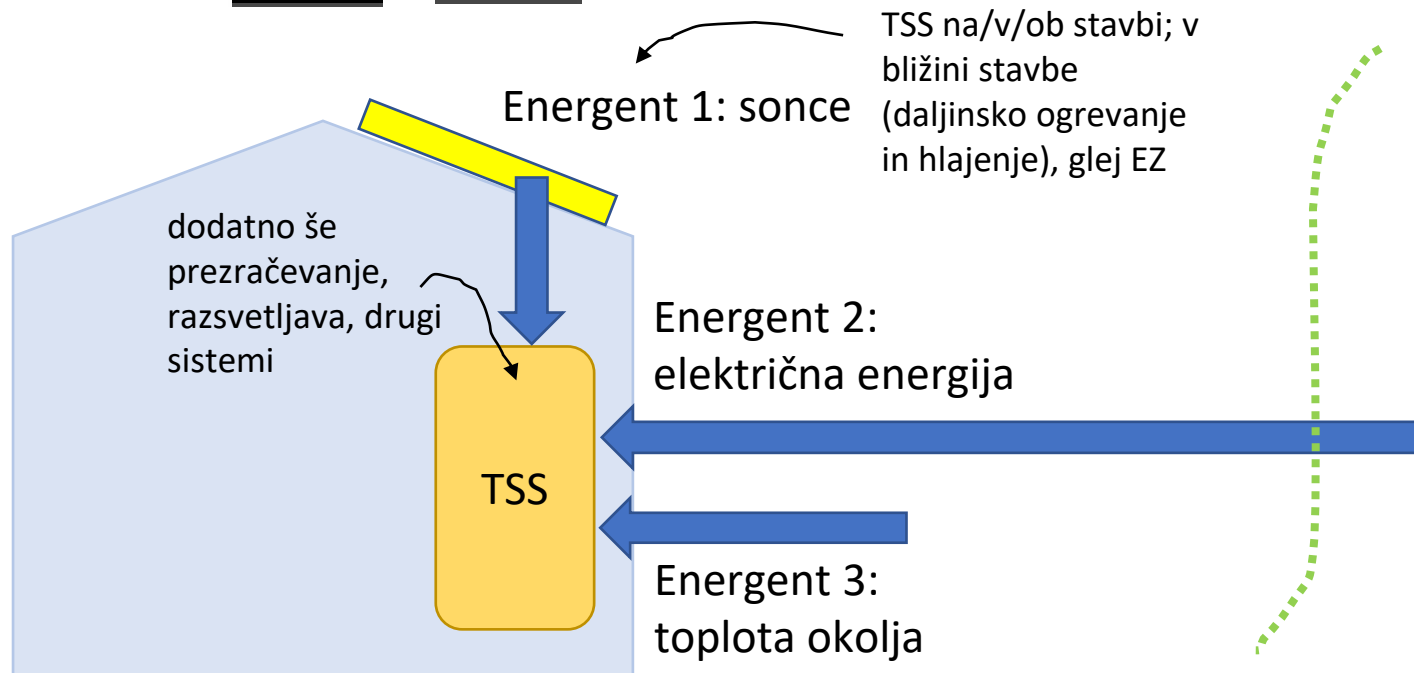 TSS na/v/ob stavbi; v
bližini stavbe
(daljinsko ogrevanje
in hlajenje), glej EZ
Energent 1: sonce
dodatno še
prezračevanje,
razsvetljava, drugi
sistemi
Energent 2:
električna energija
TSS
Energent 3:
toplota okolja